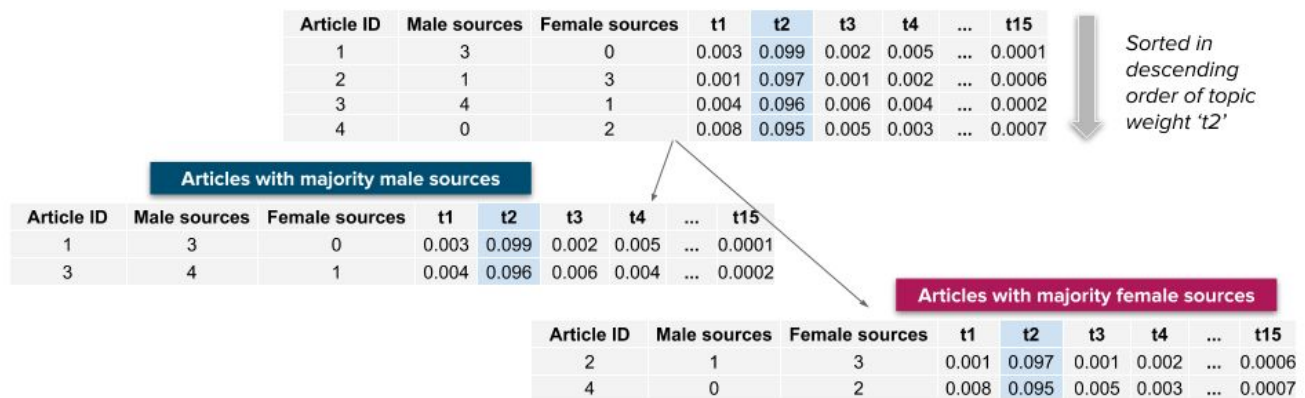 Article ID Male sources Female sources t1 t2 t3 t4 ... t15
1 3 0 0.003 0.099 0.002 0.005 ... 0.0001
2 1 3 0.001 0.097 0.001 0.002 ... 0.0006
3 4 1 0.004 0.096 0.006 0.004 ... 0.0002
4 0 2 0.008 0.095 0.005 0.003 ... 0.0007
Sorted in
descending
order of topic
weight ‘t2’
Articles with majority male sources
Article ID Male sources Female sources t1 t2 t3 t4 ... t15
1 3 0 0.003 0.099 0.002 0.005 ... 0.0001
3 4 1 0.004 0.096 0.006 0.004 ... 0.0002
Articles with majority female sources
Article ID Male sources Female sources t1 t2 t3 t4 ... t15
2 1 3 0.001 0.097 0.001 0.002 ... 0.0006
4 0 2 0.008 0.095 0.005 0.003 ... 0.0007